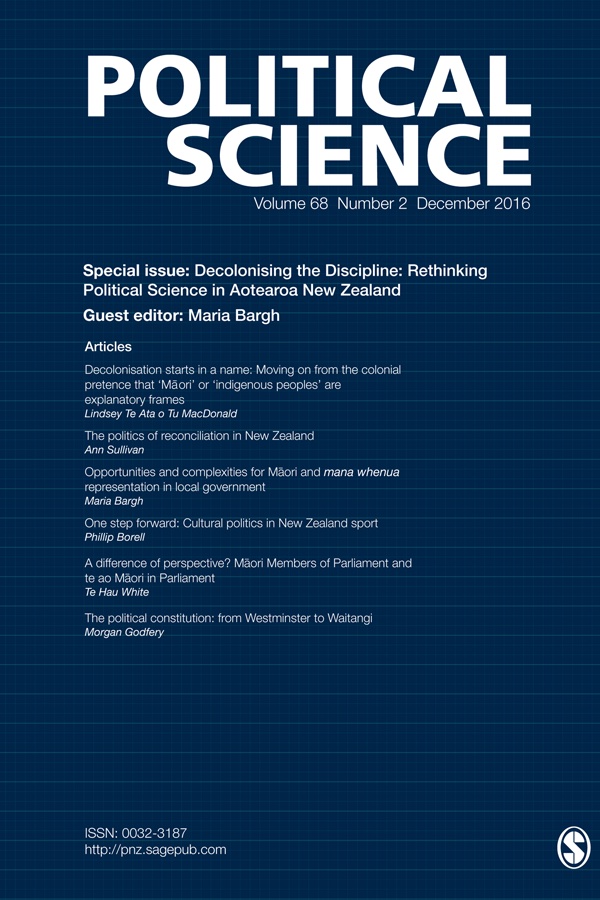 POLITICAL
SCIENCE
Volume 68 Number 2 December 2016
Special issue: Decolonising the Discipline: Rethinking
Political Science in Aotearoa New Zealand
Guest editor: Maria Bargh
Articles
Decolonisation starts in a name: Moving on from the colonial
pretence that ‘Māori’ or ‘indigenous peoples’ are
explanatory frames
Lindsey Te Ata o Tu MacDonald
The politics of reconciliation in New Zealand
Ann Sullivan
Opportunities and complexities for Māori and mana whenua
representation in local government
Maria Bargh
One step forward: Cultural politics in New Zealand sport
Phillip Borell
A difference of perspective? Māori Members of Parliament and
te ao Māori in Parliament
Te Hau White
The political constitution: from Westminster to Waitangi
Morgan Godfery
ISSN: 0032-3187
http://pnz.sagepub.com
S